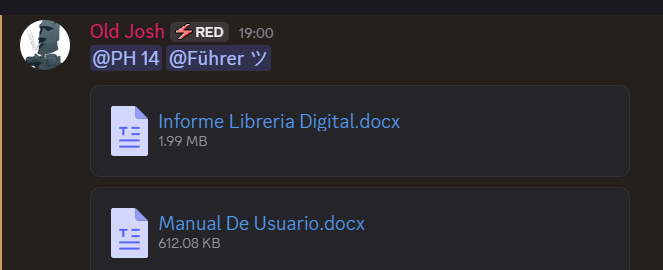 Old Josh RED 19:00
@PH 14 @Führer ツ
Informe Libreria Digital.docx
1.99 MB
Manual De Usuario.docx
612.08 KB